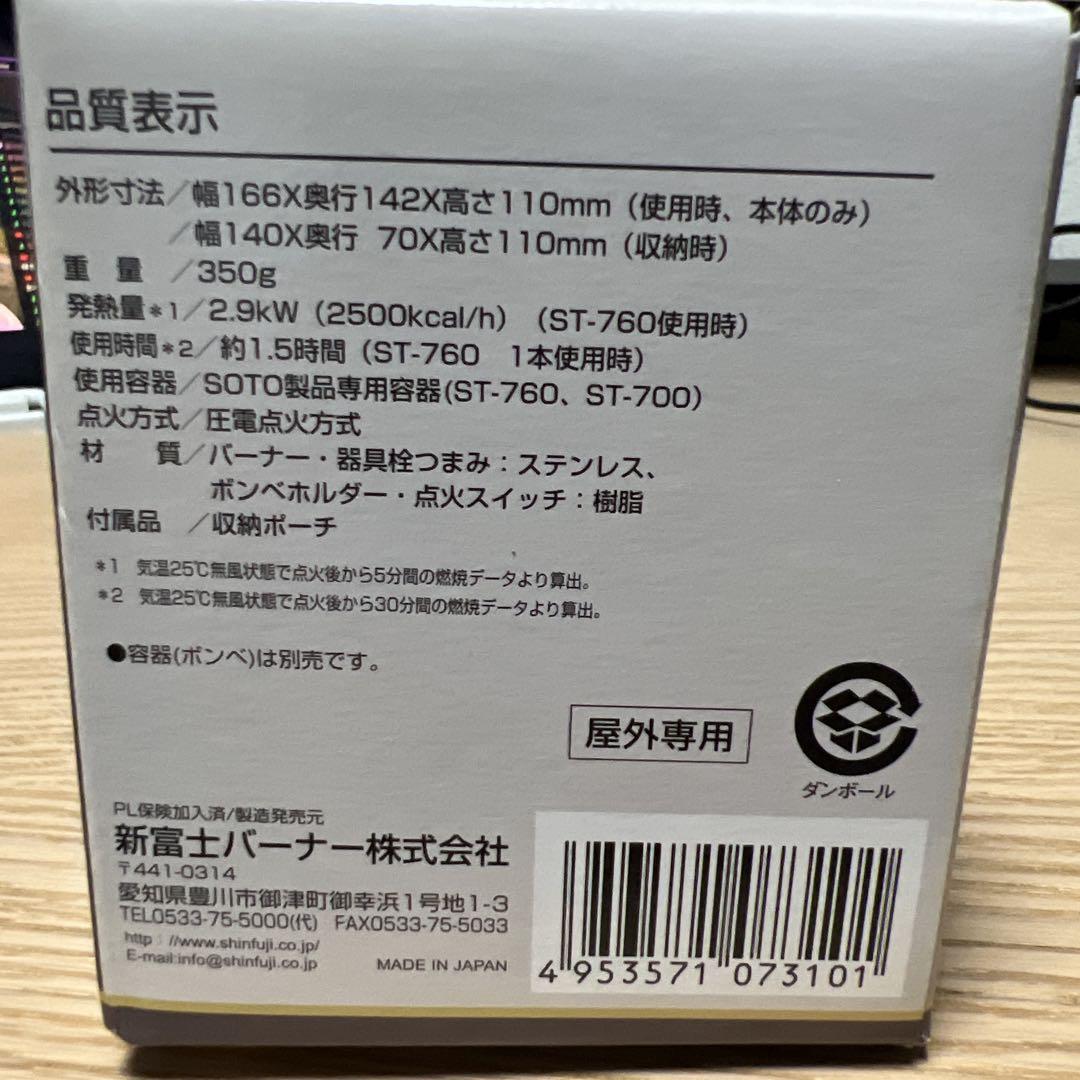 品質表示
外形寸法／幅166X奥行142X高さ110mm（使用時、本体のみ）
／幅140X奥行 70X高さ110mm（収納時）
重 量 ／350g
発熱量*1／2.9kW（2500kcal/h）（ST-760使用時）
使用時間*2／約1.5時間（ST-760 1本使用時）
使用容器／SOTO製品専用容器(ST-760、ST-700)
点火方式／圧電点火方式
材 質／バーナー・器具栓つまみ：ステンレス、
ボンベホルダー・点火スイッチ：樹脂
付属品 ／収納ポーチ
*1 気温25℃無風状態で点火後から5分間の燃焼データより算出。
*2 気温25℃無風状態で点火後から30分間の燃焼データより算出。
●容器(ボンベ)は別売です。
屋外専用
ダンボール
PL保険加入済/製造発売元
新富士バーナー株式会社
〒441-0314
愛知県豊川市御津町御幸浜1号地1-3
TEL0533-75-5000(代) FAX0533-75-5033
http://www.shinfuji.co.jp/
E-mail:info@shinfuji.co.jp MADE IN JAPAN
4 953571 073101